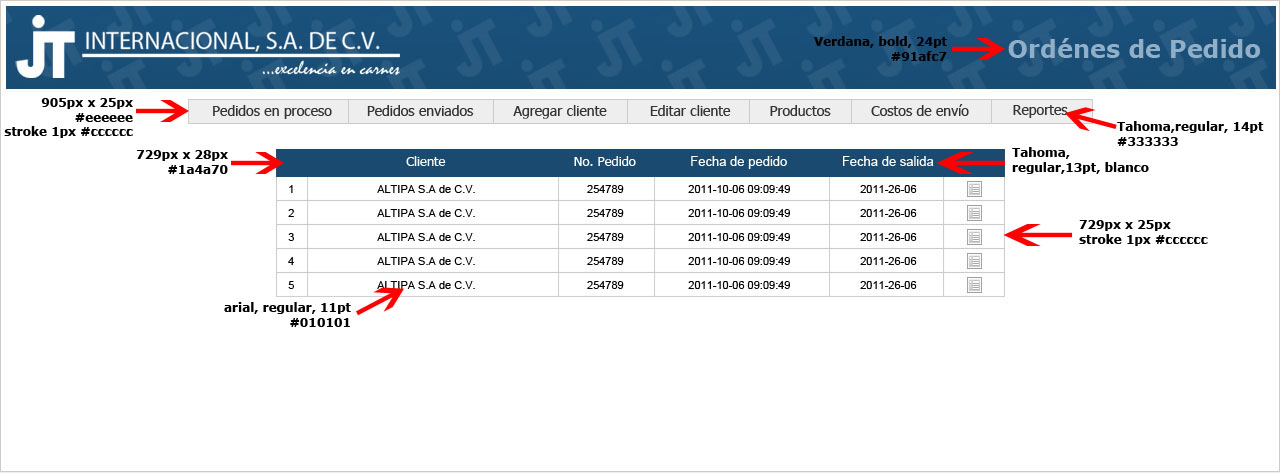 jT INTERNACIONAL, S.A. DE C.V.
...excelencia en carnes
Verdana, bold, 24pt
#91afc7
Ordénes de Pedido
905px x 25px
#eeeeee
stroke 1px #cccccc
Pedidos en proceso Pedidos enviados Agregar cliente Editar cliente Productos Costos de envío Reportes
Tahoma,regular, 14pt
#333333
729px x 28px
#1a4a70
Cliente No. Pedido Fecha de pedido Fecha de salida
Tahoma,
regular,13pt, blanco
1 ALTIPA S.A de C.V. 254789 2011-10-06 09:09:49 2011-26-06
2 ALTIPA S.A de C.V. 254789 2011-10-06 09:09:49 2011-26-06
3 ALTIPA S.A de C.V. 254789 2011-10-06 09:09:49 2011-26-06
4 ALTIPA S.A de C.V. 254789 2011-10-06 09:09:49 2011-26-06
5 ALTIPA S.A de C.V. 254789 2011-10-06 09:09:49 2011-26-06
729px x 25px
stroke 1px #cccccc
arial, regular, 11pt
#010101